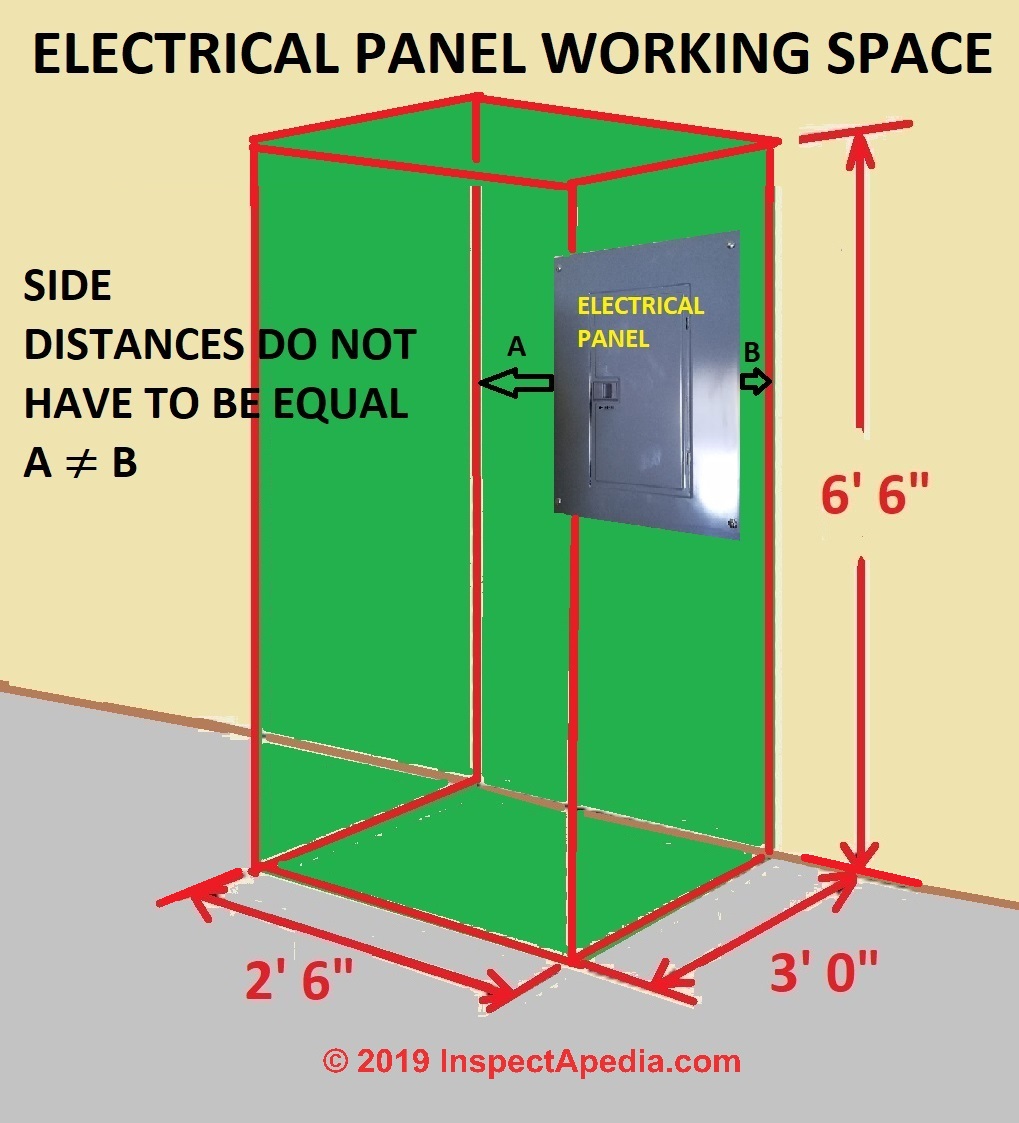 ELECTRICAL PANEL WORKING SPACE
SIDE
DISTANCES DO NOT
HAVE TO BE EQUAL
A ≠ B
ELECTRICAL
PANEL
A
B
6' 6"
2' 6"
3' 0"
© 2019 InspectApedia.com